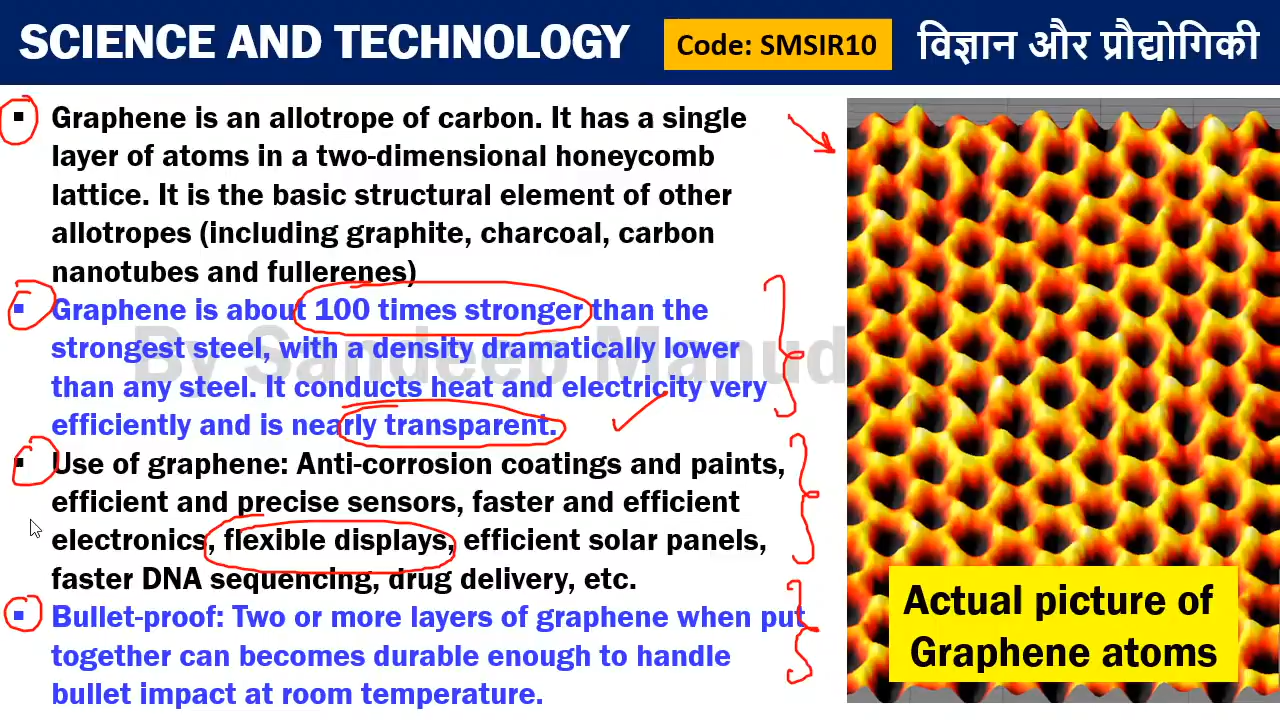 SCIENCE AND TECHNOLOGY
Code: SMSIR10
विज्ञान और प्रौद्योगिकी
▪ Graphene is an allotrope of carbon. It has a single
layer of atoms in a two-dimensional honeycomb
lattice. It is the basic structural element of other
allotropes (including graphite, charcoal, carbon
nanotubes and fullerenes)
▪ Graphene is about 100 times stronger than the
strongest steel, with a density dramatically lower
than any steel. It conducts heat and electricity very
efficiently and is nearly transparent.
▪ Use of graphene: Anti-corrosion coatings and paints,
efficient and precise sensors, faster and efficient
electronics, flexible displays, efficient solar panels,
faster DNA sequencing, drug delivery, etc.
▪ Bullet-proof: Two or more layers of graphene when put
together can becomes durable enough to handle
bullet impact at room temperature.
By Sandeep Manud
Actual picture of
Graphene atoms